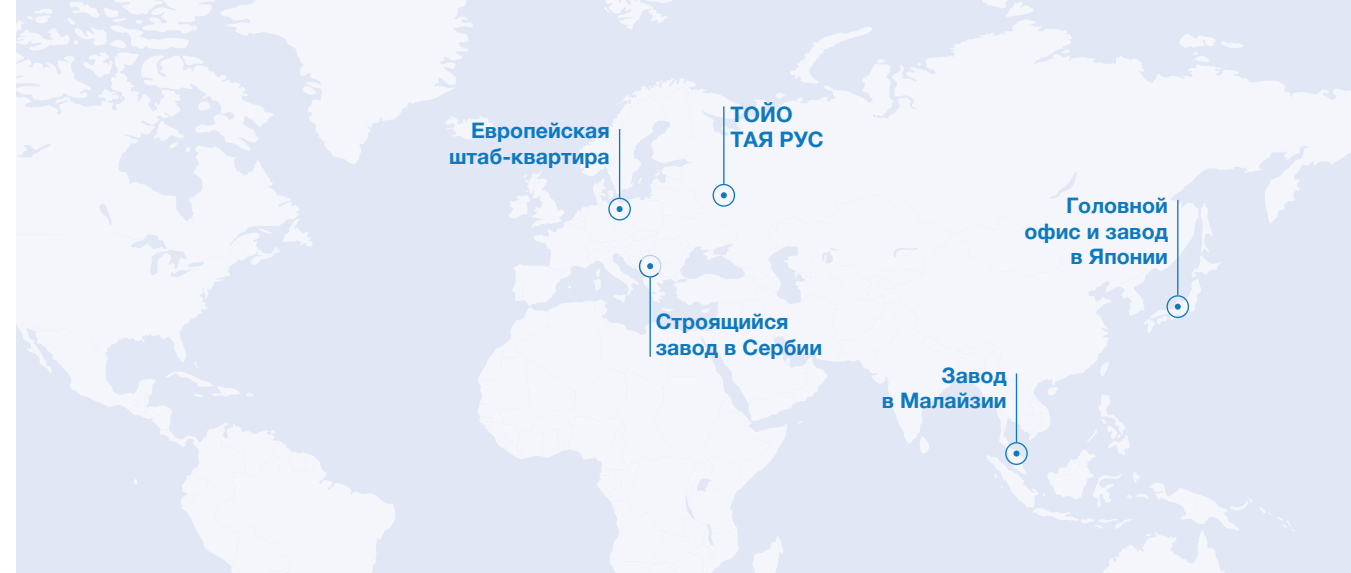 ТОЙО
ТАЯ РУС
Европейская
штаб-квартира
Головной
офис и завод
в Японии
Строящийся
завод в Сербии
Завод
в Малайзии